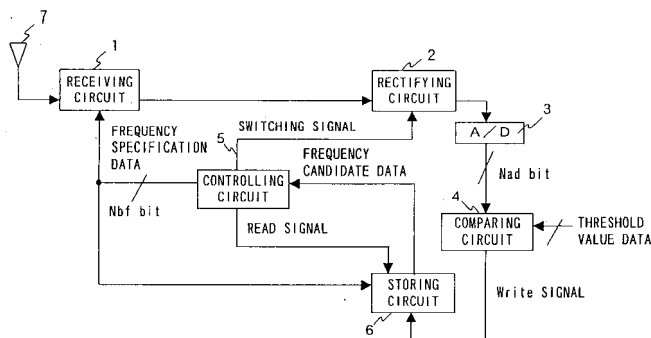 7
1
RECEIVING
CIRCUIT
2
RECTIFYING
CIRCUIT
SWITCHING SIGNAL
5
A/D
3
FREQUENCY
SPECIFICATION
DATA
FREQUENCY
CANDIDATE DATA
Nad bit
Nbf bit
CONTROLLING
CIRCUIT
4
COMPARING
CIRCUIT
THRESHOLD
VALUE DATA
READ SIGNAL
STORING
CIRCUIT
6
Write SIGNAL